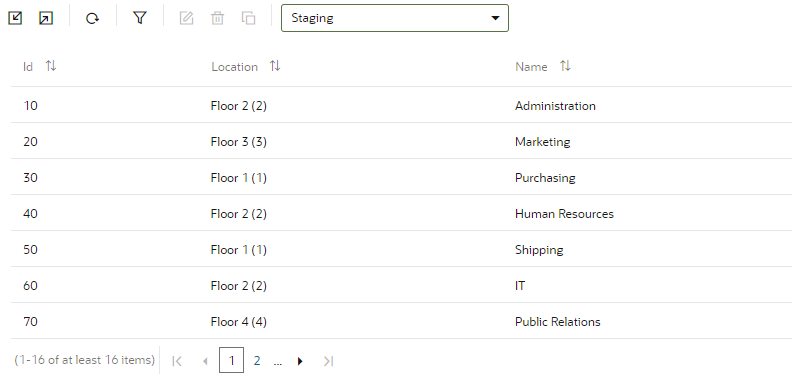 Staging
Id Location Name
10 Floor 2 (2) Administration
20 Floor 3 (3) Marketing
30 Floor 1 (1) Purchasing
40 Floor 2 (2) Human Resources
50 Floor 1 (1) Shipping
60 Floor 2 (2) IT
70 Floor 4 (4) Public Relations
(1-16 of at least 16 items) 1 2 ...